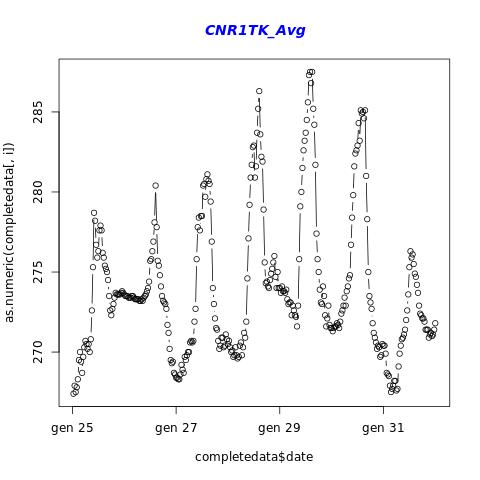 CNR1TK_Avg
as.numeric(completedata[, i])
285
280
275
270
gen 25
gen 27
gen 29
gen 31
completedata$date